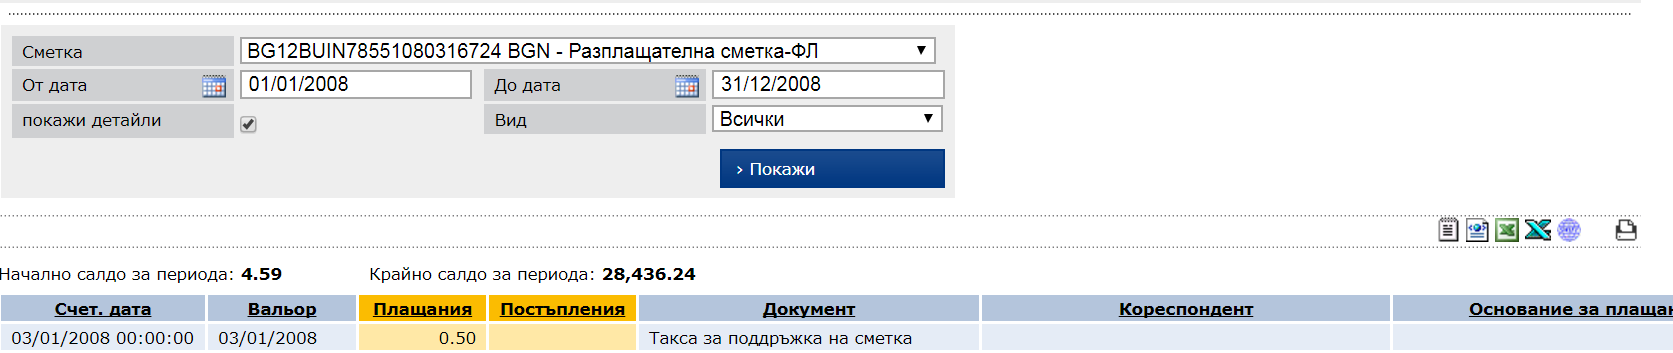 Сметка BG12BUIN78551080316724 BGN - Разплащателна сметка-ФЛ
От дата 01/01/2008 До дата 31/12/2008
покажи детайли Вид Всички
› Покажи
Начално салдо за периода: 4.59 Крайно салдо за периода: 28,436.24
Счет. дата Вальор Плащания Постъпления Документ Кореспондент Основание за плащан
03/01/2008 00:00:00 03/01/2008 0.50 Такса за поддръжка на сметка